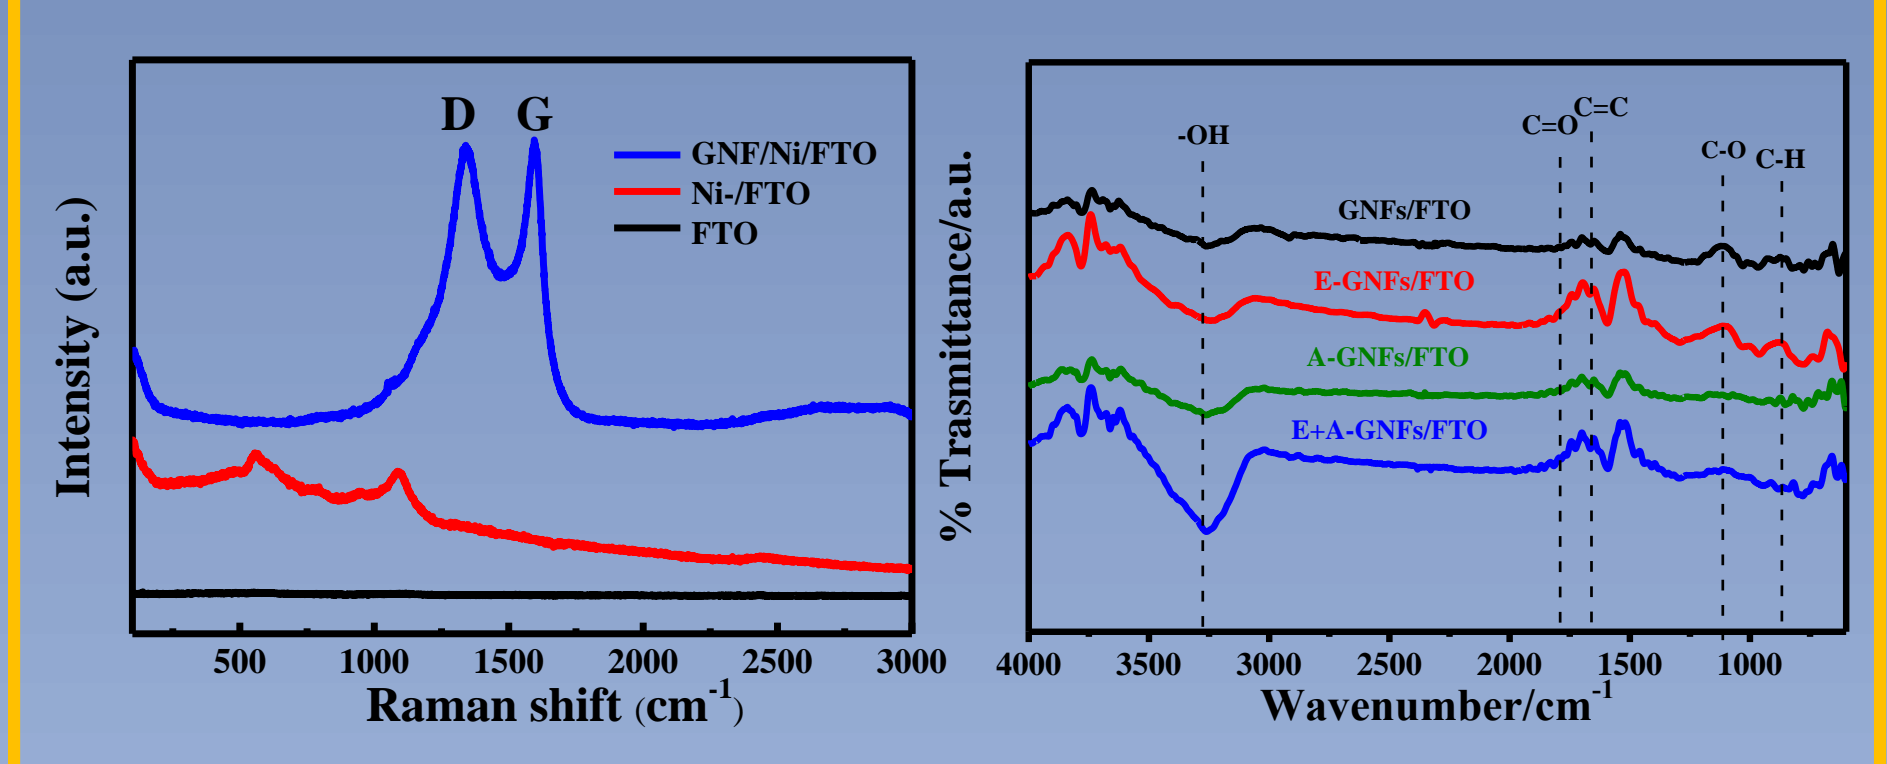 Intensity (a.u.)
D G
GNF/Ni/FTO
Ni-/FTO
FTO
500 1000 1500 2000 2500 3000
Raman shift (cm-1)
% Trasmittance/a.u.
-OH
C=O
C=C
C-O
C-H
GNFs/FTO
E-GNFs/FTO
A-GNFs/FTO
E+A-GNFs/FTO
4000 3500 3000 2500 2000 1500 1000
Wavenumber/cm-1